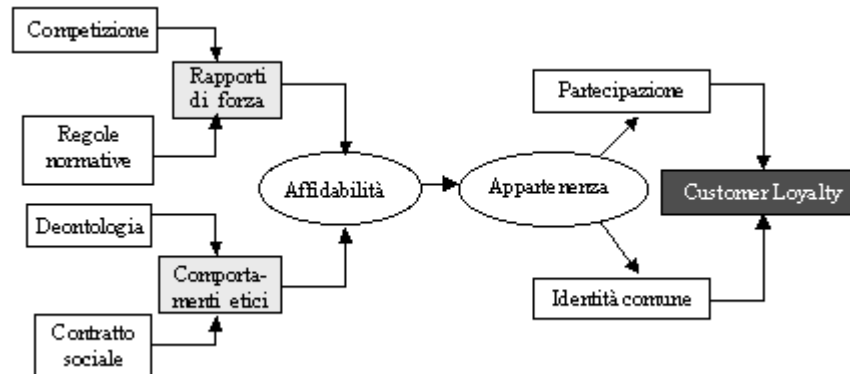 Competizione
Rapporti
di forza
Regole
normative
Deontologia
Comporta-
menti etici
Contratto
sociale
Affidabilità
Appartenenza
Partecipazione
Identità comune
Customer Loyalty